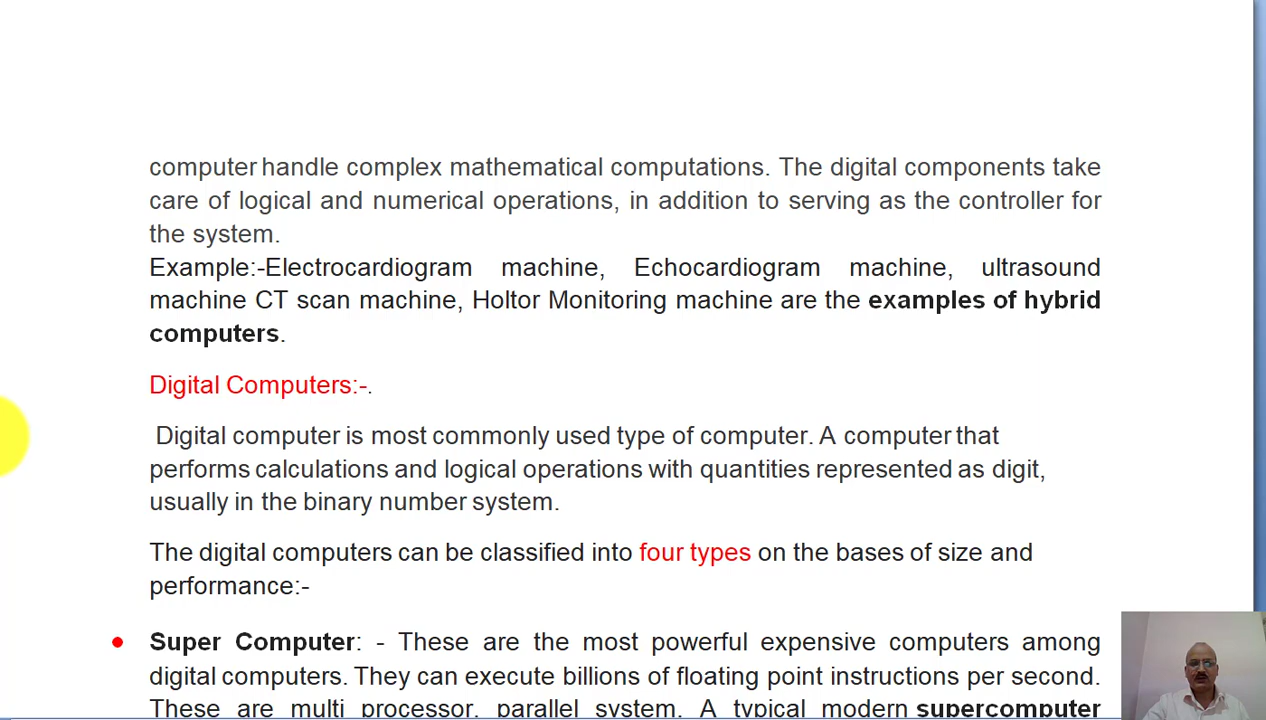 computer handle complex mathematical computations. The digital components take
care of logical and numerical operations, in addition to serving as the controller for
the system.
Example:-Electrocardiogram machine, Echocardiogram machine, ultrasound
machine CT scan machine, Holtor Monitoring machine are the examples of hybrid
computers.
Digital Computers:-.
Digital computer is most commonly used type of computer. A computer that
performs calculations and logical operations with quantities represented as digit,
usually in the binary number system.
The digital computers can be classified into four types on the bases of size and
performance:-
• Super Computer: - These are the most powerful expensive computers among
digital computers. They can execute billions of floating point instructions per second.
These are multi processor, parallel system. A typical modern supercomputer